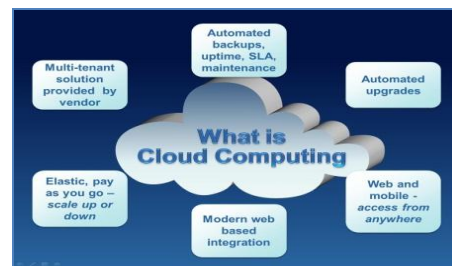 Automated
backups,
uptime, SLA,
maintenance
Multi-tenant
solution
provided by
vendor
Automated
upgrades
What is
Cloud Computing
Elastic, pay
as you go –
scale up or
down
Modern web
based
integration
Web and
mobile -
access from
anywhere